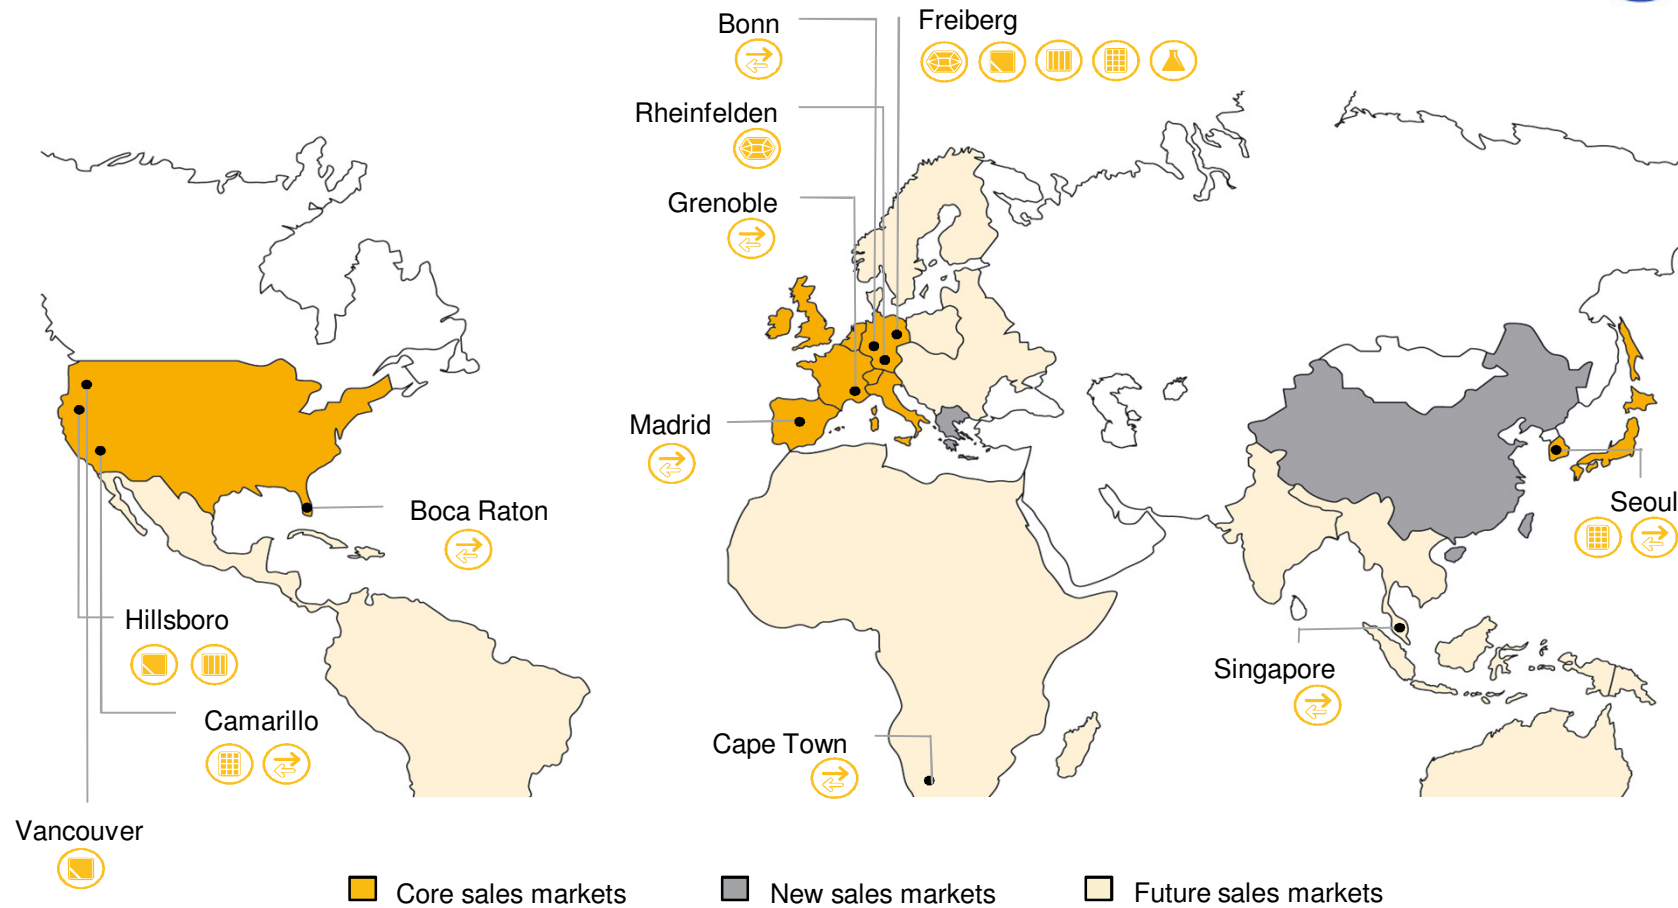 Bonn
Freiberg
Rheinfelden
Grenoble
Madrid
Boca Raton
Seoul
Hillsboro
Singapore
Camarillo
Cape Town
Vancouver
Core sales markets
New sales markets
Future sales markets